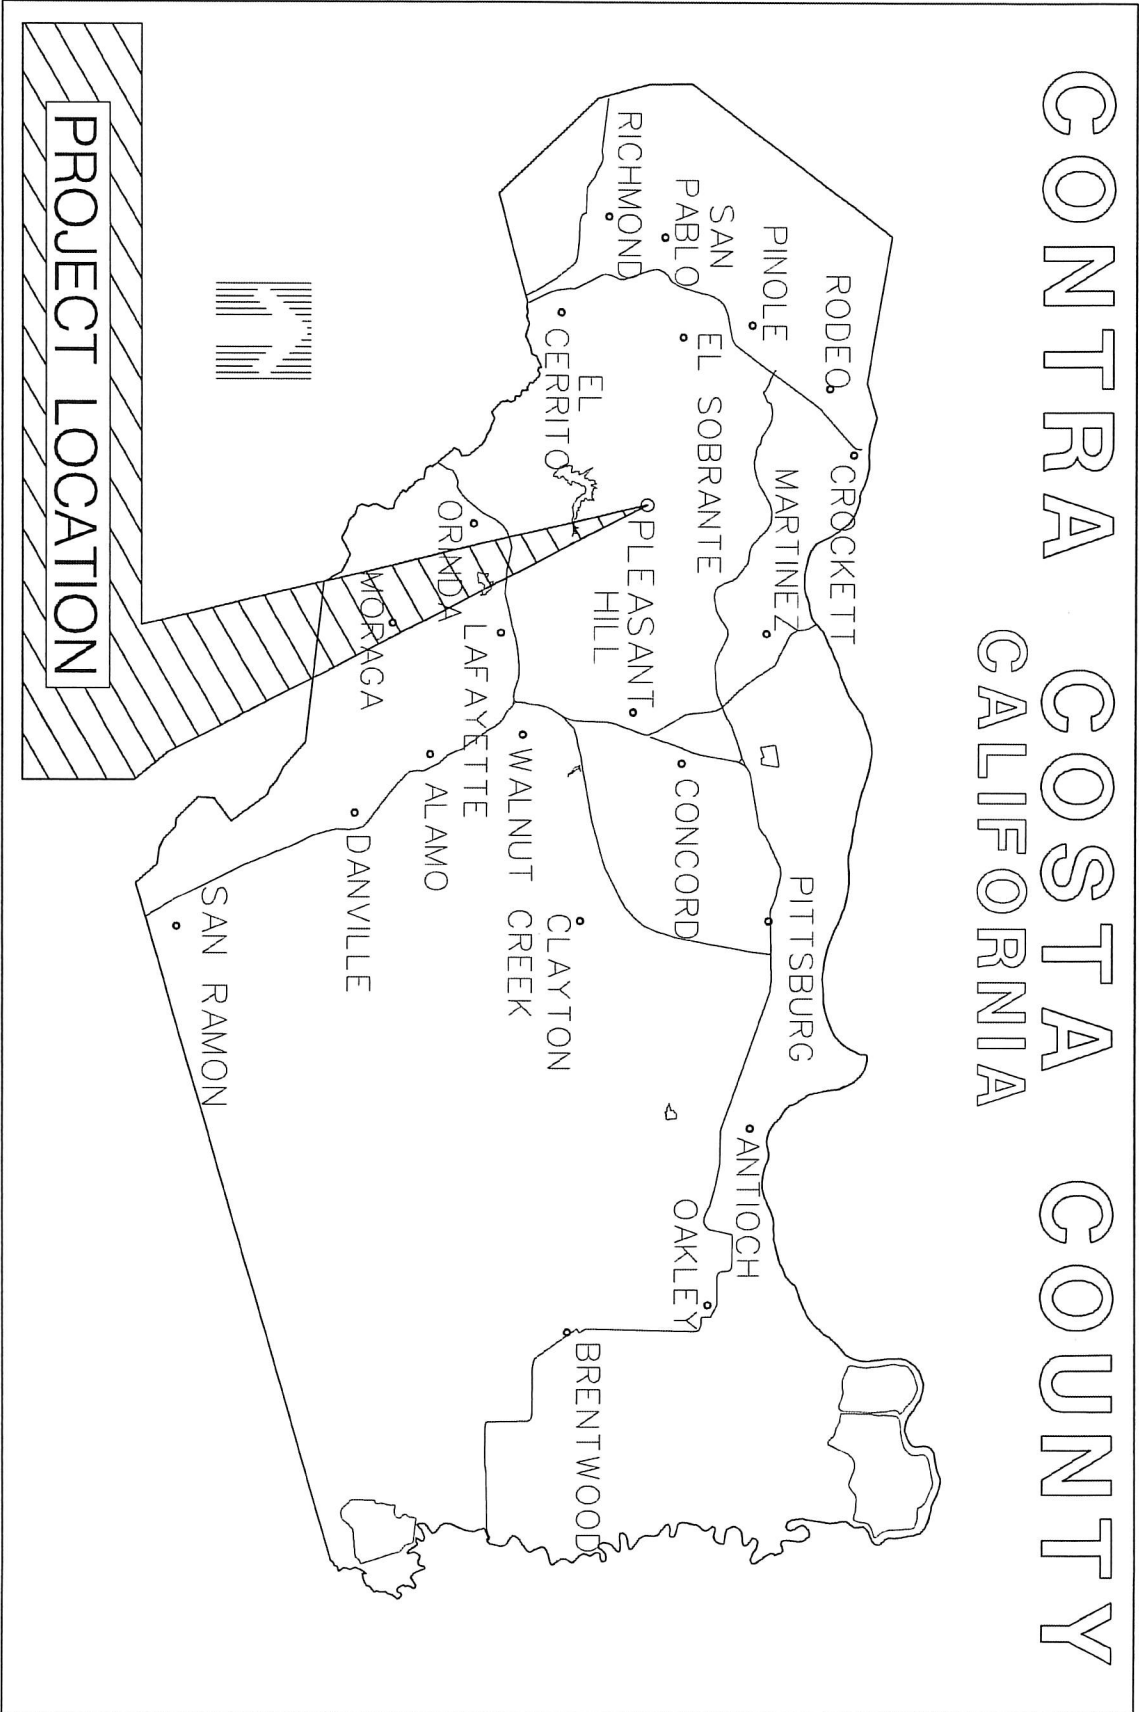 CONTRA COSTA COUNTY
CALIFORNIA
RODEO
CROCKETT
PINOLE
MARTINEZ
PITTSBURG
SAN
PABLO
EL SOBRANTE
CONCORD
ANTIOCH
OAKLEY
RICHMOND
PLEASANT
HILL
EL
CERRITO
CLAYTON
WALNUT CREEK
BRENTWOOD
ORINDA
LAFAYETTE
ALAMO
MORAGA
DANVILLE
SAN RAMON
PROJECT LOCATION